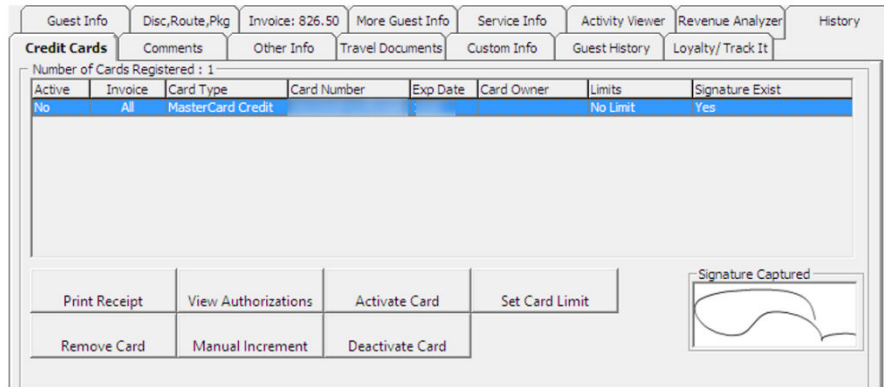 Guest Info Disc,Route,Pkg Invoice: 826.50 More Guest Info Service Info Activity Viewer Revenue Analyzer History
Credit Cards Comments Other Info Travel Documents Custom Info Guest History Loyalty/ Track It
Number of Cards Registered : 1
Active Invoice Card Type Card Number Exp Date Card Owner Limits Signature Exist
No All MasterCard Credit No Limit Yes
Signature Captured
Print Receipt View Authorizations Activate Card Set Card Limit
Remove Card Manual Increment Deactivate Card